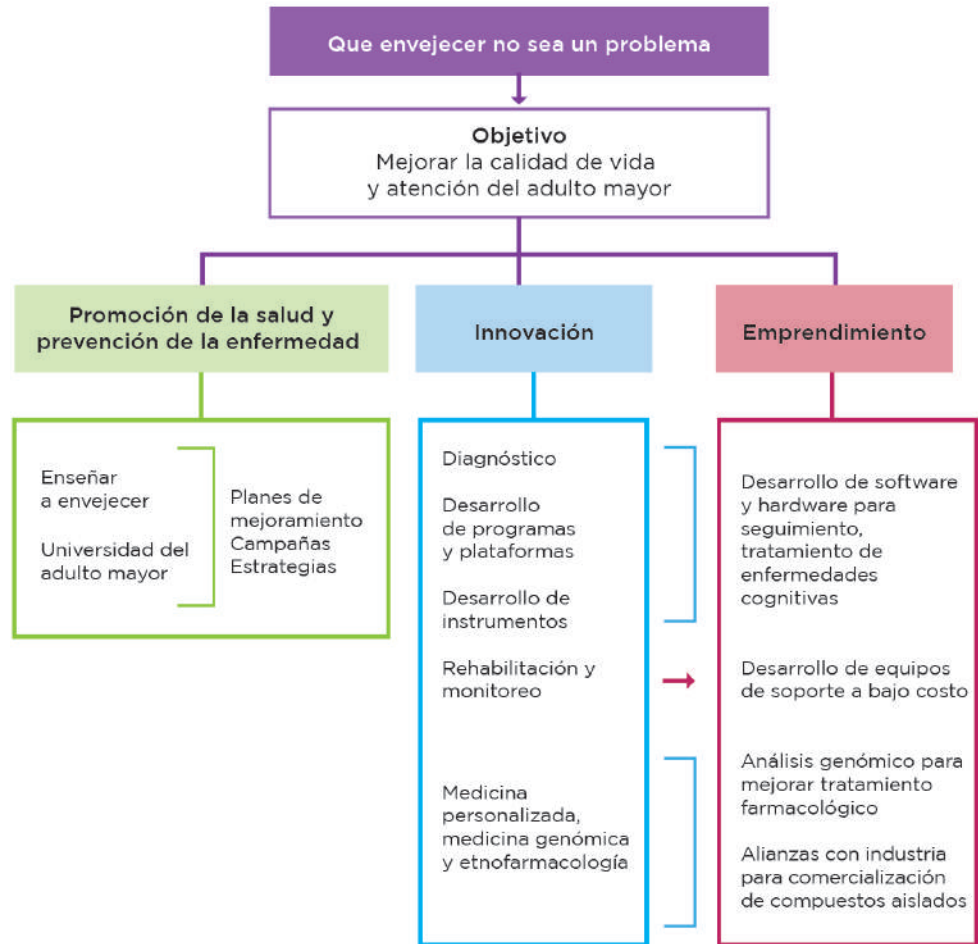 Que envejecer no sea un problema
Objetivo
Mejorar la calidad de vida
y atención del adulto mayor
Promoción de la salud y
prevención de la enfermedad
Enseñar
a envejecer
Universidad del
adulto mayor
Planes de
mejoramiento
Campañas
Estrategias
Innovación
Diagnóstico
Desarrollo
de programas
y plataformas
Desarrollo de
instrumentos
Rehabilitación y
monitoreo
Medicina
personalizada,
medicina genómica
y etnofarmacología
Emprendimiento
Desarrollo de software
y hardware para
seguimiento,
tratamiento de
enfermedades
cognitivas
Desarrollo de equipos
de soporte a bajo costo
Análisis genómico para
mejorar tratamiento
farmacológico
Alianzas con industria
para comercialización
de compuestos aislados